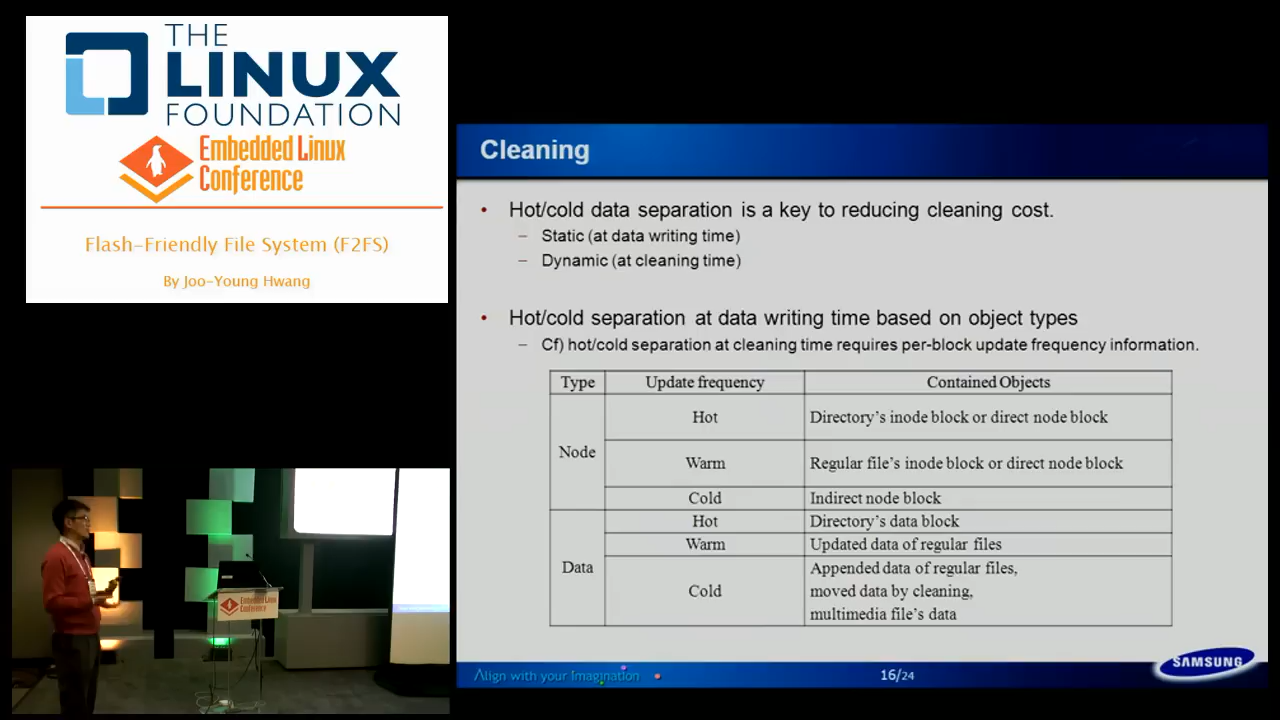 THE
LINUX
FOUNDATION
Embedded Linux
Conference
Flash-Friendly File System (F2FS)
By Joo-Young Hwang
Cleaning
• Hot/cold data separation is a key to reducing cleaning cost.
– Static (at data writing time)
– Dynamic (at cleaning time)
• Hot/cold separation at data writing time based on object types
– Cf) hot/cold separation at cleaning time requires per-block update frequency information.
Type Update frequency Contained Objects
Node
Hot Directory's inode block or direct node block
Warm Regular file's inode block or direct node block
Cold Indirect node block
Data
Hot Directory's data block
Warm Updated data of regular files
Cold Appended data of regular files,
moved data by cleaning,
multimedia file's data
Align with your Imagination
16/24
SAMSUNG
Embedded Linux
Conference